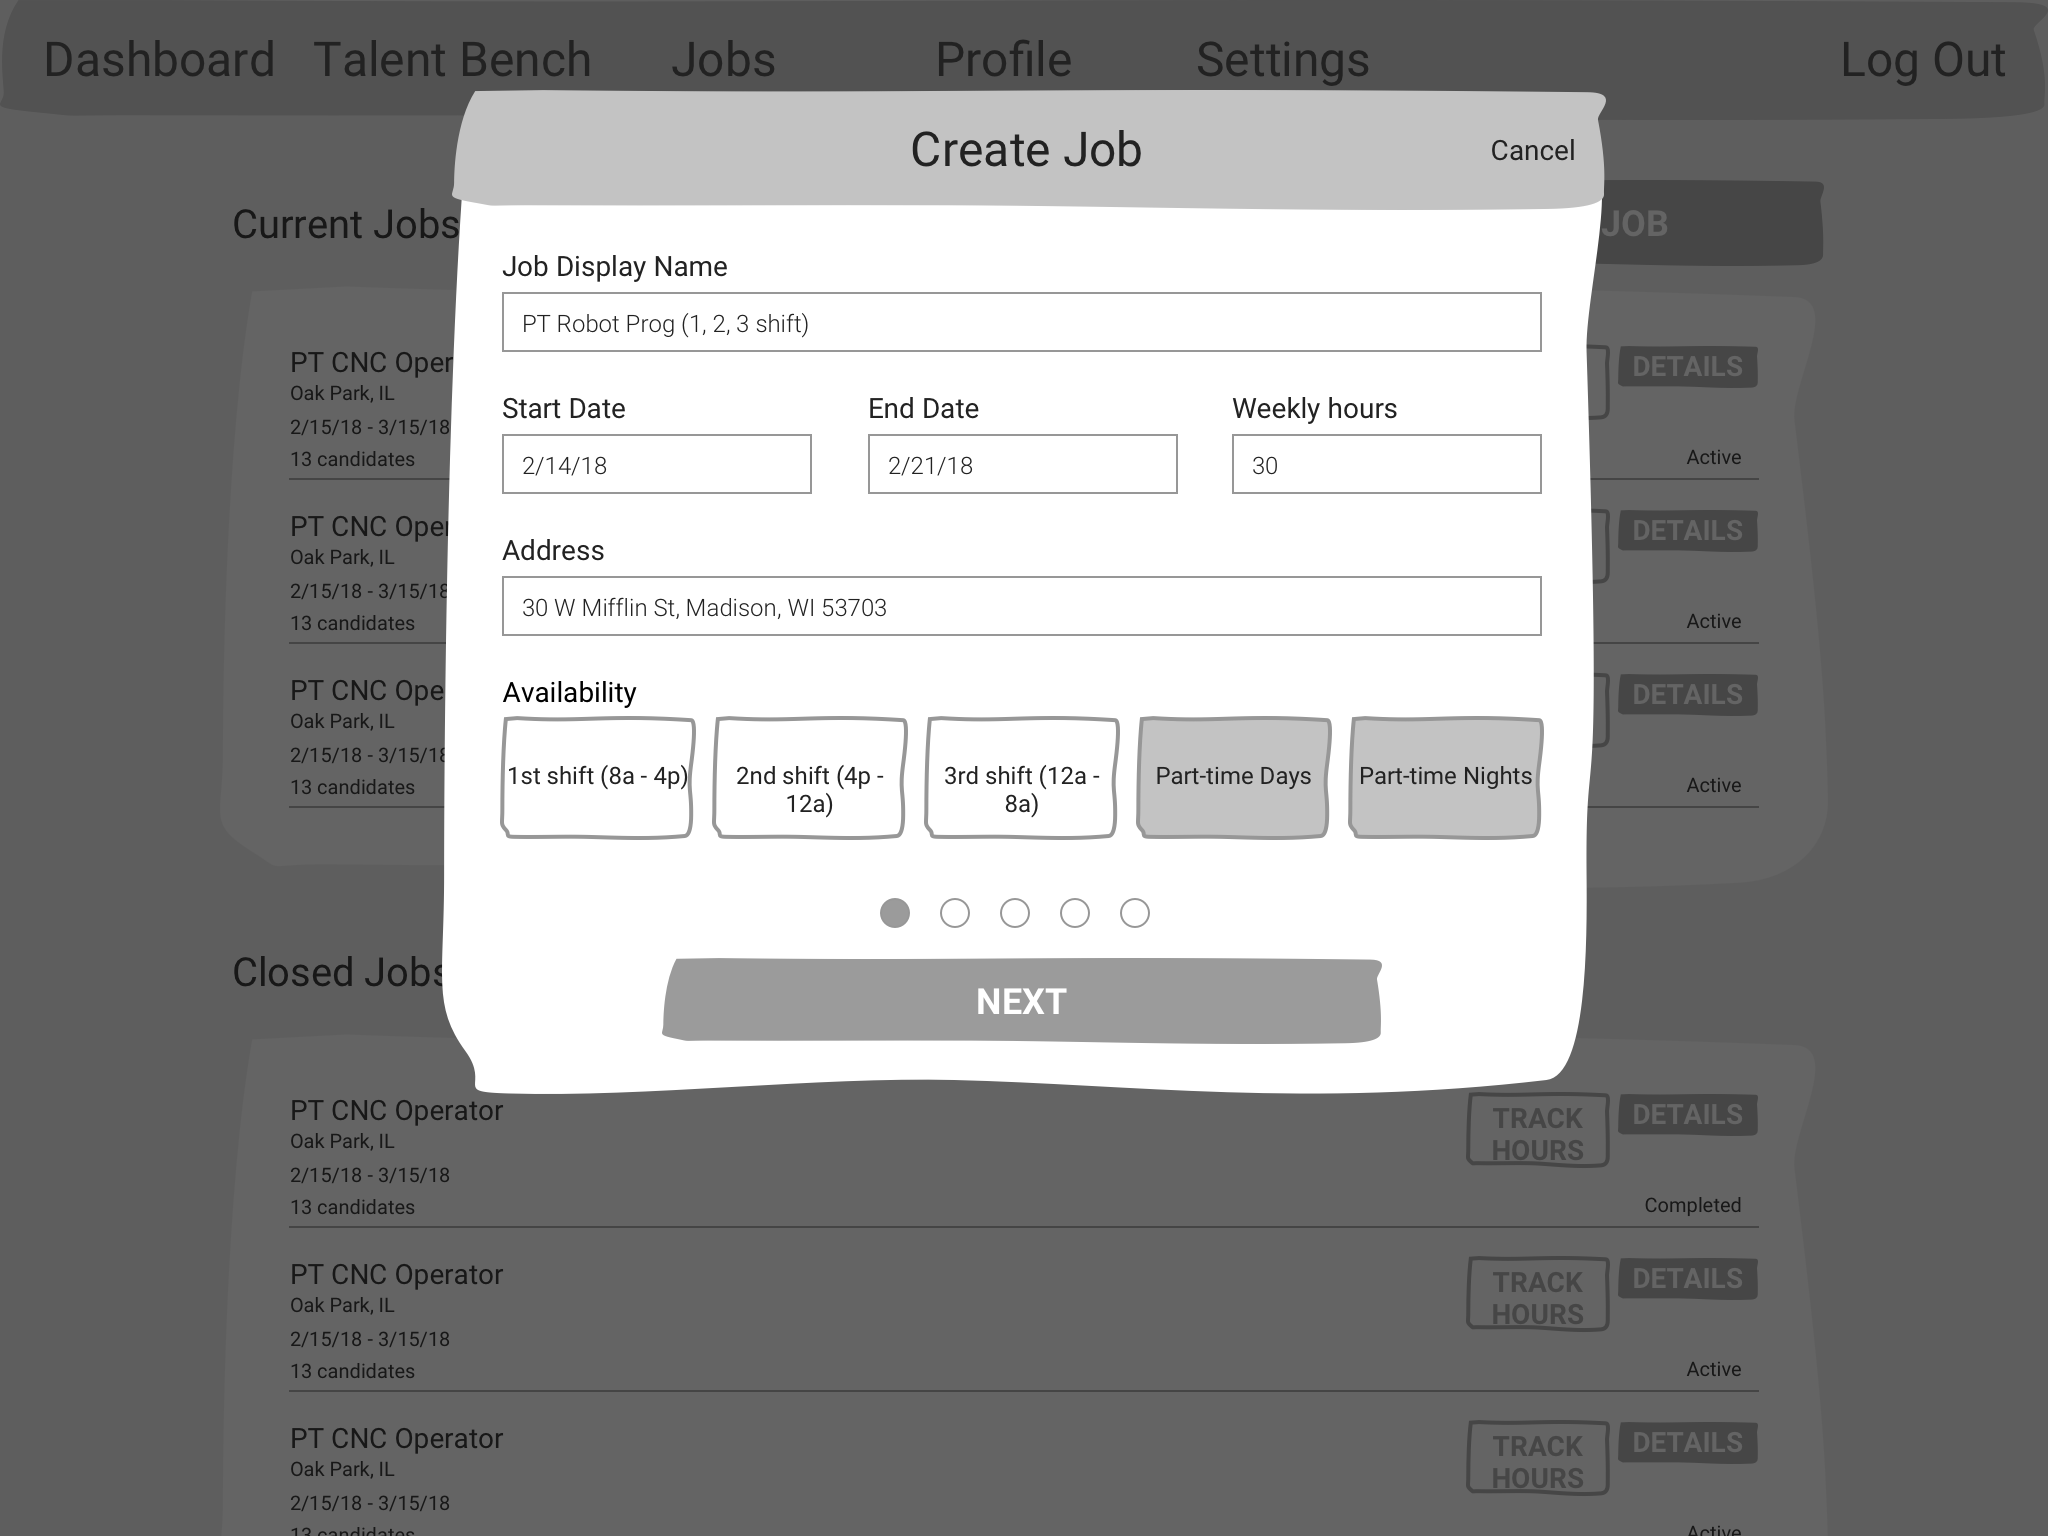 Dashboard Talent Bench Jobs Profile Settings Log Out
Create Job Cancel
Current Jobs JOB
Job Display Name
PT Robot Prog (1, 2, 3 shift)
PT CNC Oper DETAILS
Oak Park, IL
2/15/18 - 3/15/18
13 candidates Active
Start Date End Date Weekly hours
2/14/18 2/21/18 30
PT CNC Oper DETAILS
Oak Park, IL
2/15/18 - 3/15/18
13 candidates Active
Address
30 W Mifflin St, Madison, WI 53703
PT CNC Ope DETAILS
Oak Park, IL
2/15/18 - 3/15/18
13 candidates Active
Availability
1st shift (8a - 4p)
2nd shift (4p -
12a)
3rd shift (12a -
8a)
Part-time Days
Part-time Nights
NEXT
Closed Jobs
PT CNC Operator
Oak Park, IL
2/15/18 - 3/15/18
13 candidates
TRACK
HOURS
DETAILS
Completed
PT CNC Operator
Oak Park, IL
2/15/18 - 3/15/18
13 candidates
TRACK
HOURS
DETAILS
Active
PT CNC Operator
Oak Park, IL
2/15/18 - 3/15/18
13 candidates
TRACK
HOURS
DETAILS
Active